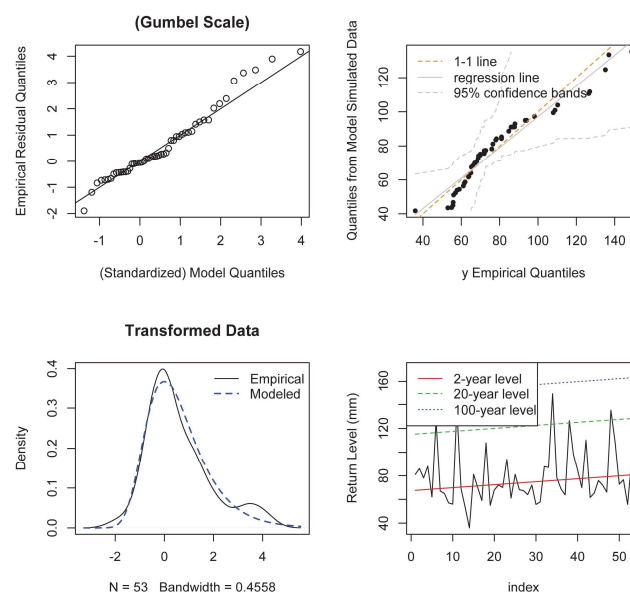 (Gumbel Scale)
Empirical Residual Quantiles
4
3
2
1
0
-1
-2
-1 0 1 2 3 4
(Standardized) Model Quantiles
Quantiles from Model Simulated Data
120
100
80
60
40
1-1 line
regression line
95% confidence bands
40 60 80 100 120 140
y Empirical Quantiles
Transformed Data
Density
0.4
0.3
0.2
0.1
0.0
Empirical
Modeled
-2 0 2 4
N = 53 Bandwidth = 0.4558
Return Level (mm)
160
120
80
40
2-year level
20-year level
100-year level
0 10 20 30 40 50
index